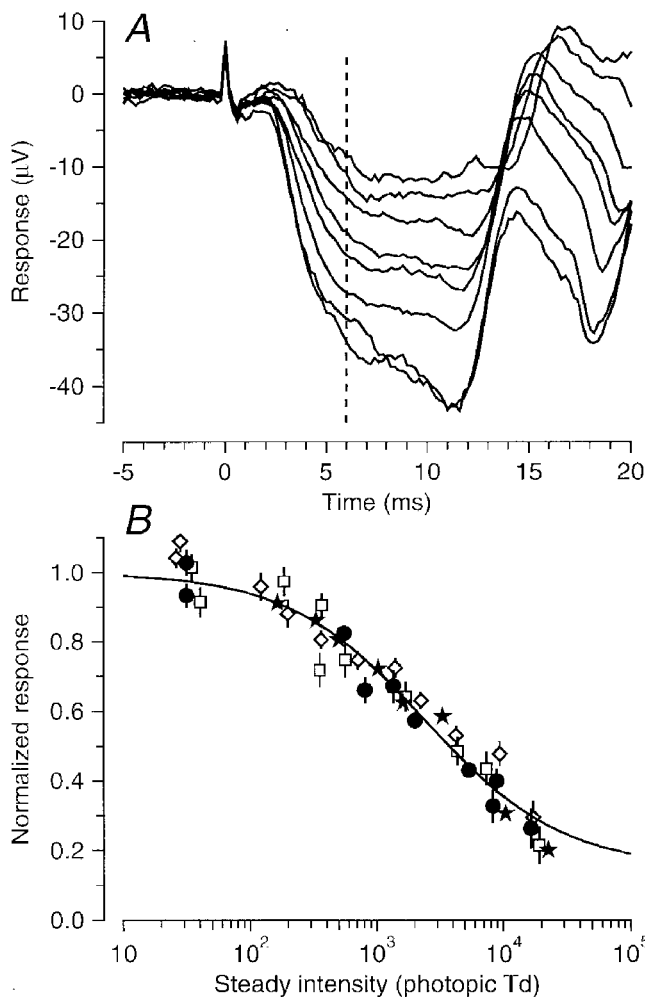 A
10
0
-10
-20
-30
-40
Response (μV)
-5 0 5 10 15 20
Time (ms)
B
1.0
0.8
0.6
0.4
0.2
0.0
Normalized response
10 10² 10³ 10⁴ 10⁵
Steady intensity (photopic Td)